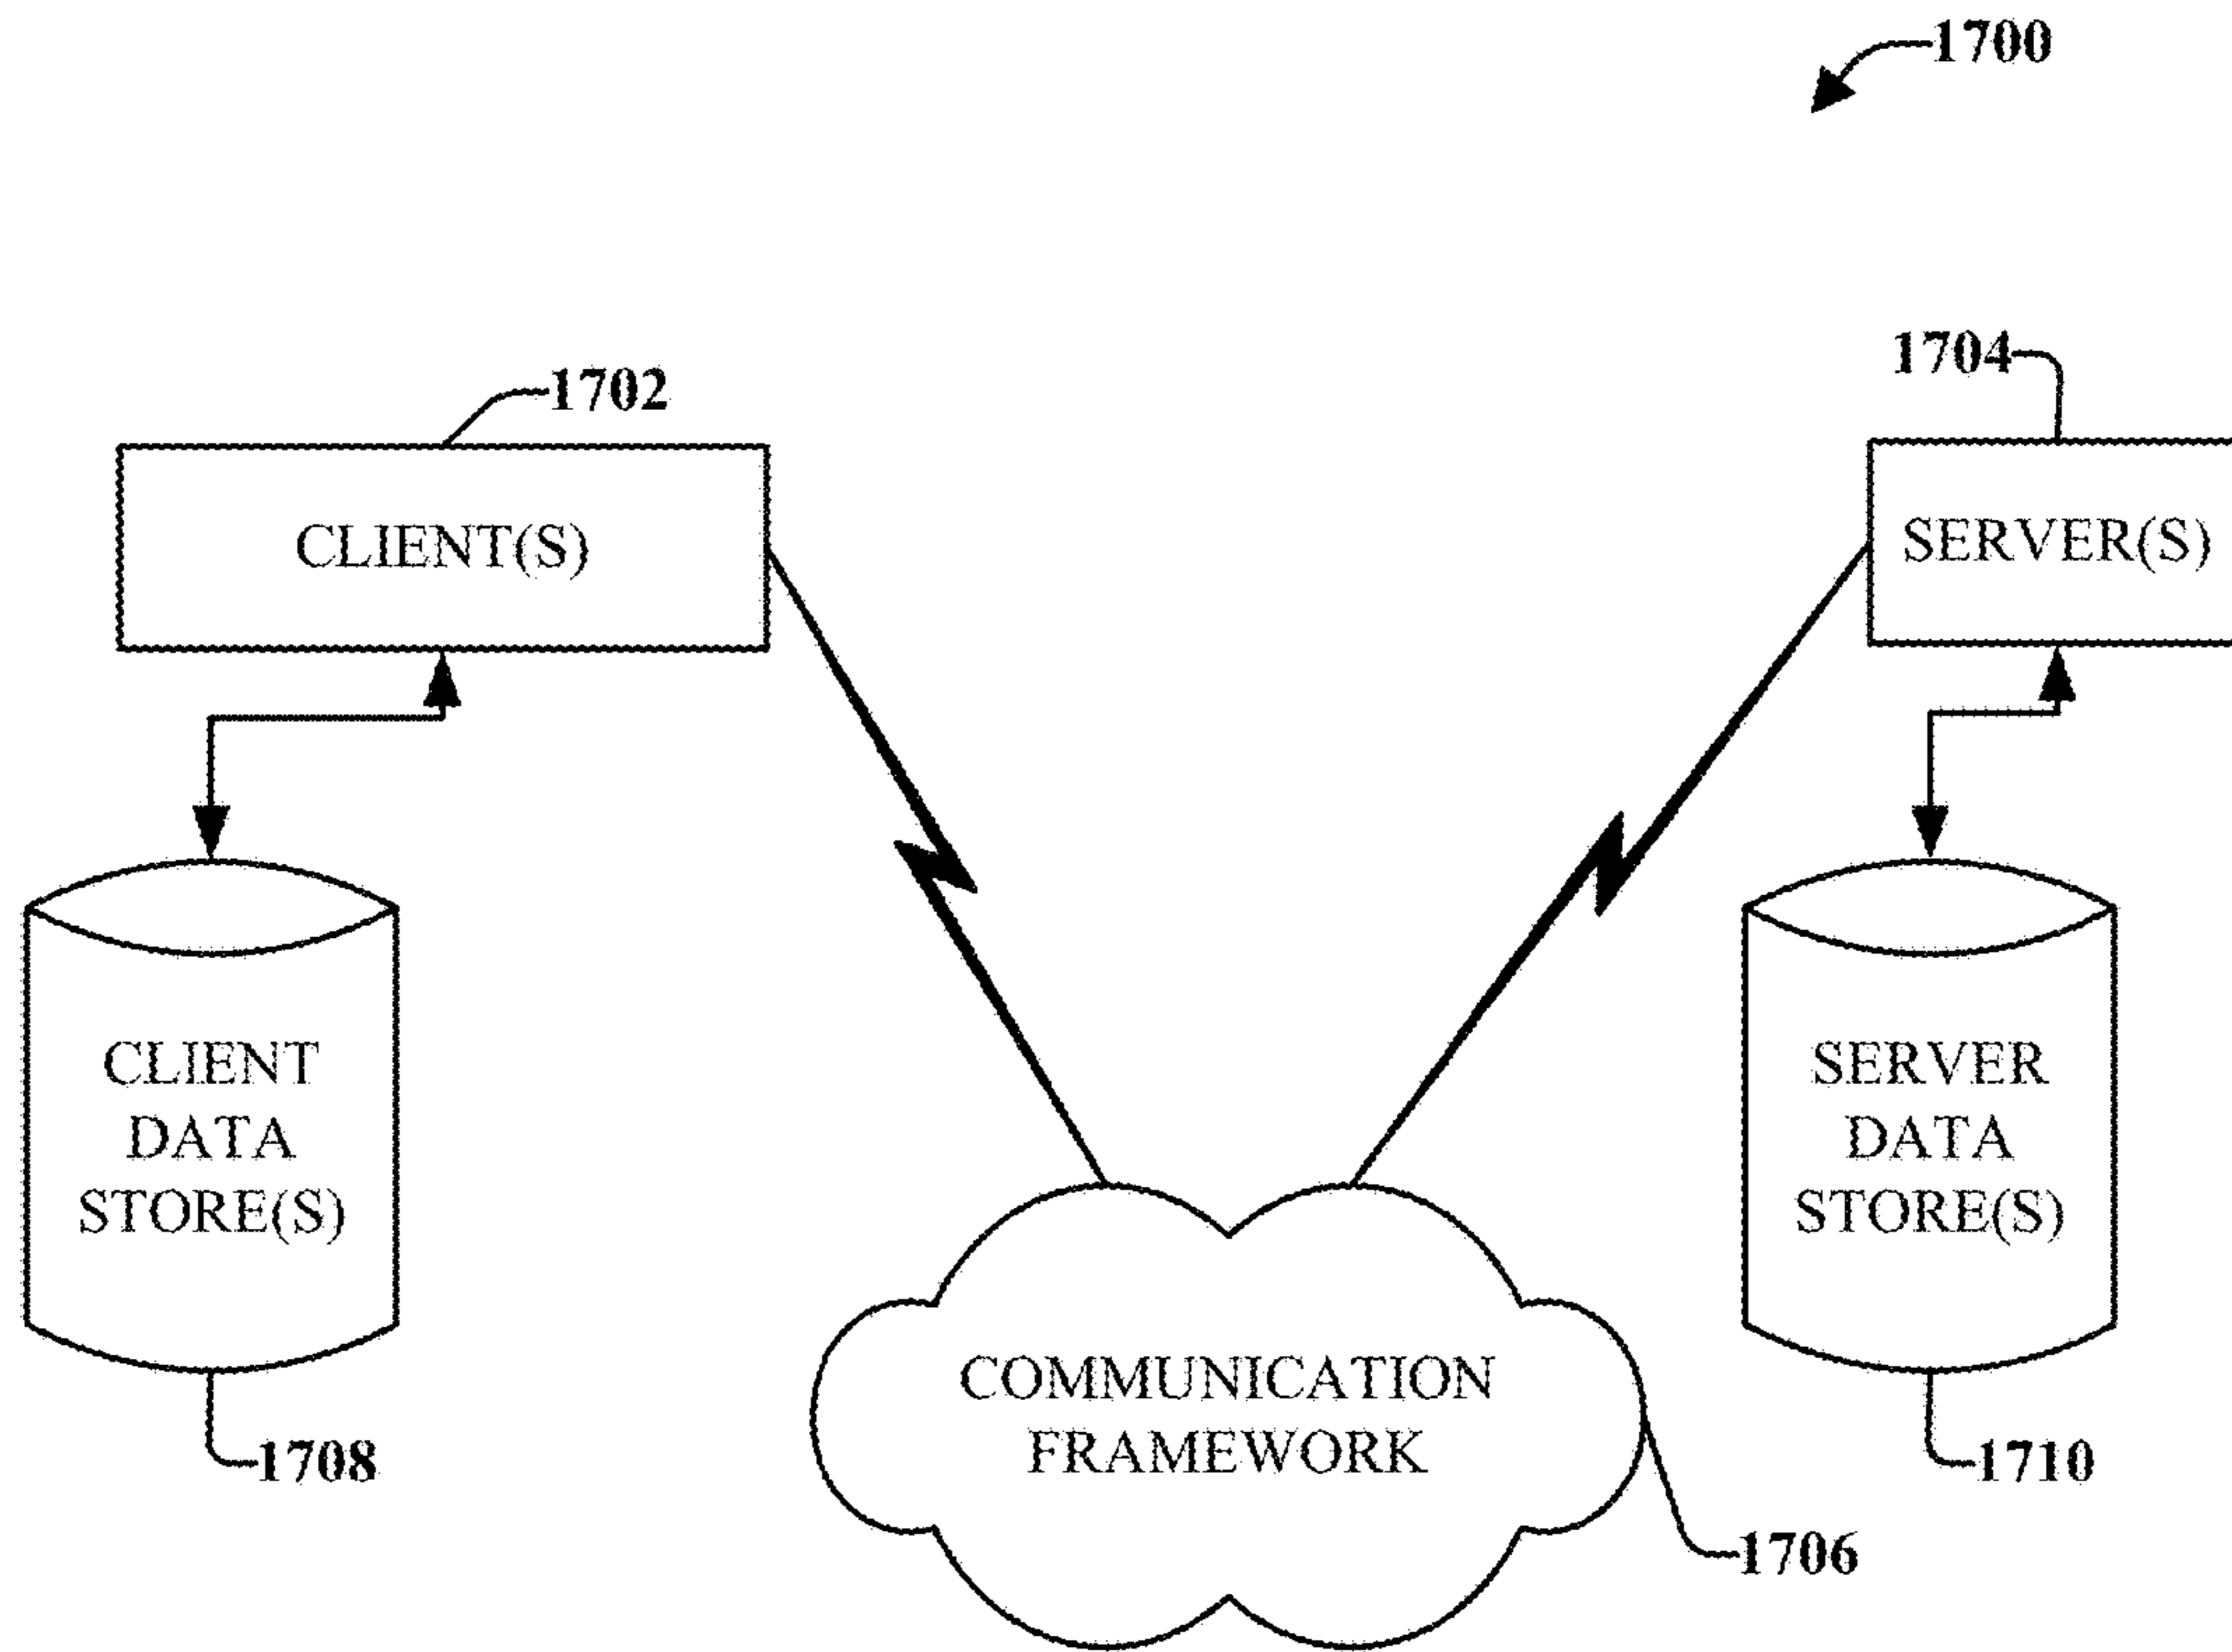 1700
1704
1702
CLIENT(S)
SERVER(S)
CLIENT
DATA
STORE(S)
SERVER
DATA
STORE(S)
COMMUNICATION
FRAMEWORK
1708
1710
1706